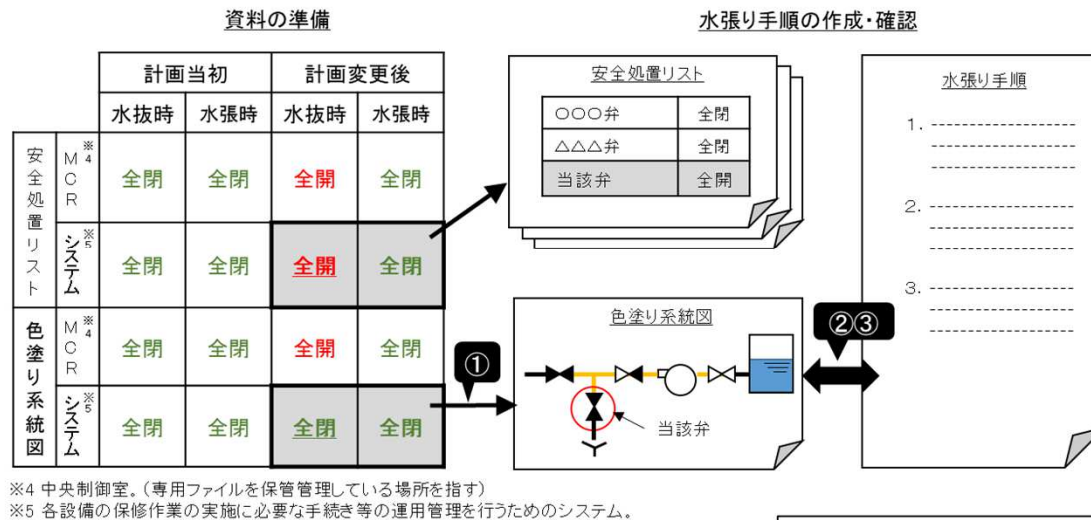 資料の準備
水張り手順の作成・確認
計画当初 計画変更後
水抜時 水張時 水抜時 水張時
安全処置リスト
MCR※4 全閉 全閉 全開 全閉
システム※5 全閉 全閉 全開 全閉
色塗り系統図
MCR※4 全閉 全閉 全開 全閉
システム※5 全閉 全閉 全閉 全閉
安全処置リスト
○○○弁 全閉
△△△弁 全閉
当該弁 全開
①
色塗り系統図
当該弁
②③
水張り手順
1.
2.
3.
※4 中央制御室。(専用ファイルを保管管理している場所を指す)
※5 各設備の保修作業の実施に必要な手続き等の運用管理を行うためのシステム。